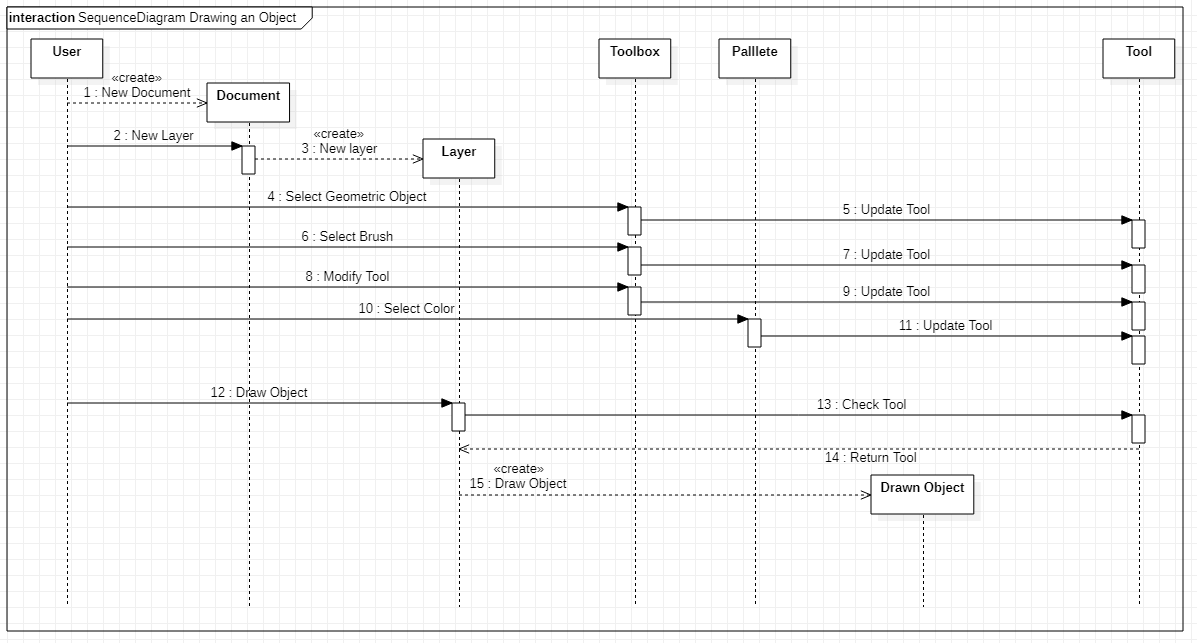 interaction SequenceDiagram Drawing an Object
User
Toolbox
Palllete
Tool
«create»
1 : New Document
Document
2 : New Layer
«create»
3 : New layer
Layer
4 : Select Geometric Object
5 : Update Tool
6 : Select Brush
7 : Update Tool
8 : Modify Tool
9 : Update Tool
10 : Select Color
11 : Update Tool
12 : Draw Object
13 : Check Tool
14 : Return Tool
«create»
15 : Draw Object
Drawn Object